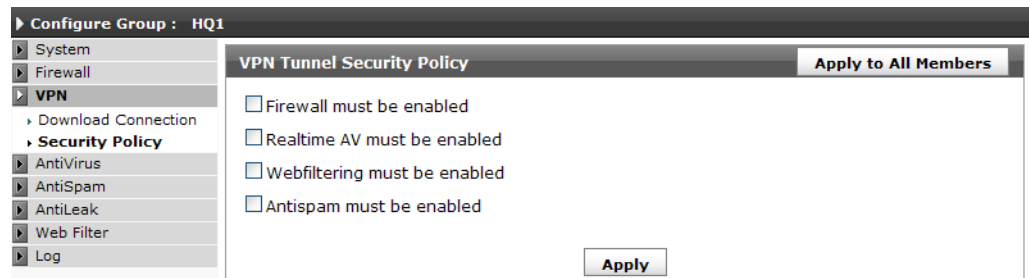 Configure Group : HQ1
System
Firewall
VPN
Download Connection
Security Policy
AntiVirus
AntiSpam
AntiLeak
Web Filter
Log
VPN Tunnel Security Policy
Apply to All Members
Firewall must be enabled
Realtime AV must be enabled
Webfiltering must be enabled
Antispam must be enabled
Apply